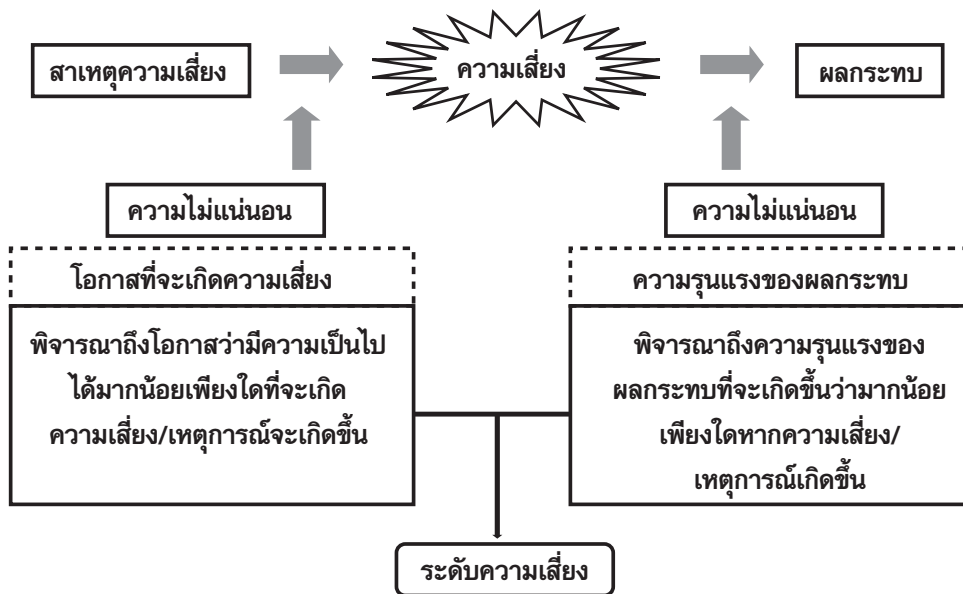 สาเหตุความเสี่ยง
ความเสี่ยง
ผลกระทบ
ความไม่แน่นอน
ความไม่แน่นอน
โอกาสที่จะเกิดความเสี่ยง
พิจารณาถึงโอกาสว่ามีความเป็นไป
ได้มากน้อยเพียงใดที่จะเกิด
ความเสี่ยง/เหตุการณ์จะเกิดขึ้น
ความรุนแรงของผลกระทบ
พิจารณาถึงความรุนแรงของ
ผลกระทบที่จะเกิดขึ้นว่ามากน้อย
เพียงใดหากความเสี่ยง/
เหตุการณ์เกิดขึ้น
ระดับความเสี่ยง